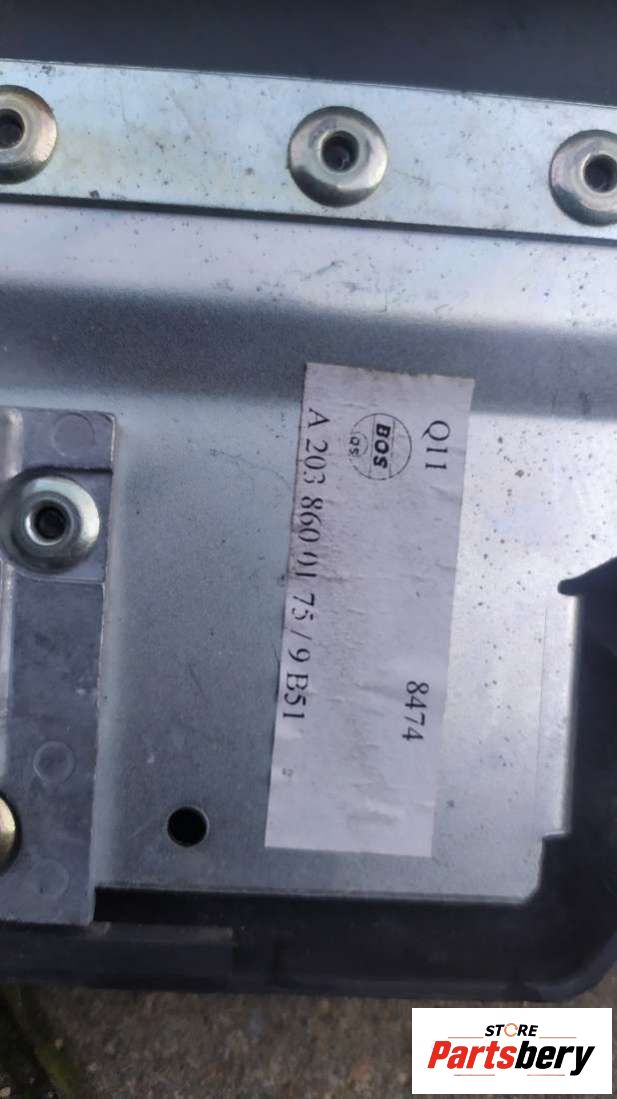 Q11
8474
BOS
QS
A 203 860 01 75 / 9 B51
STORE
Partsbery